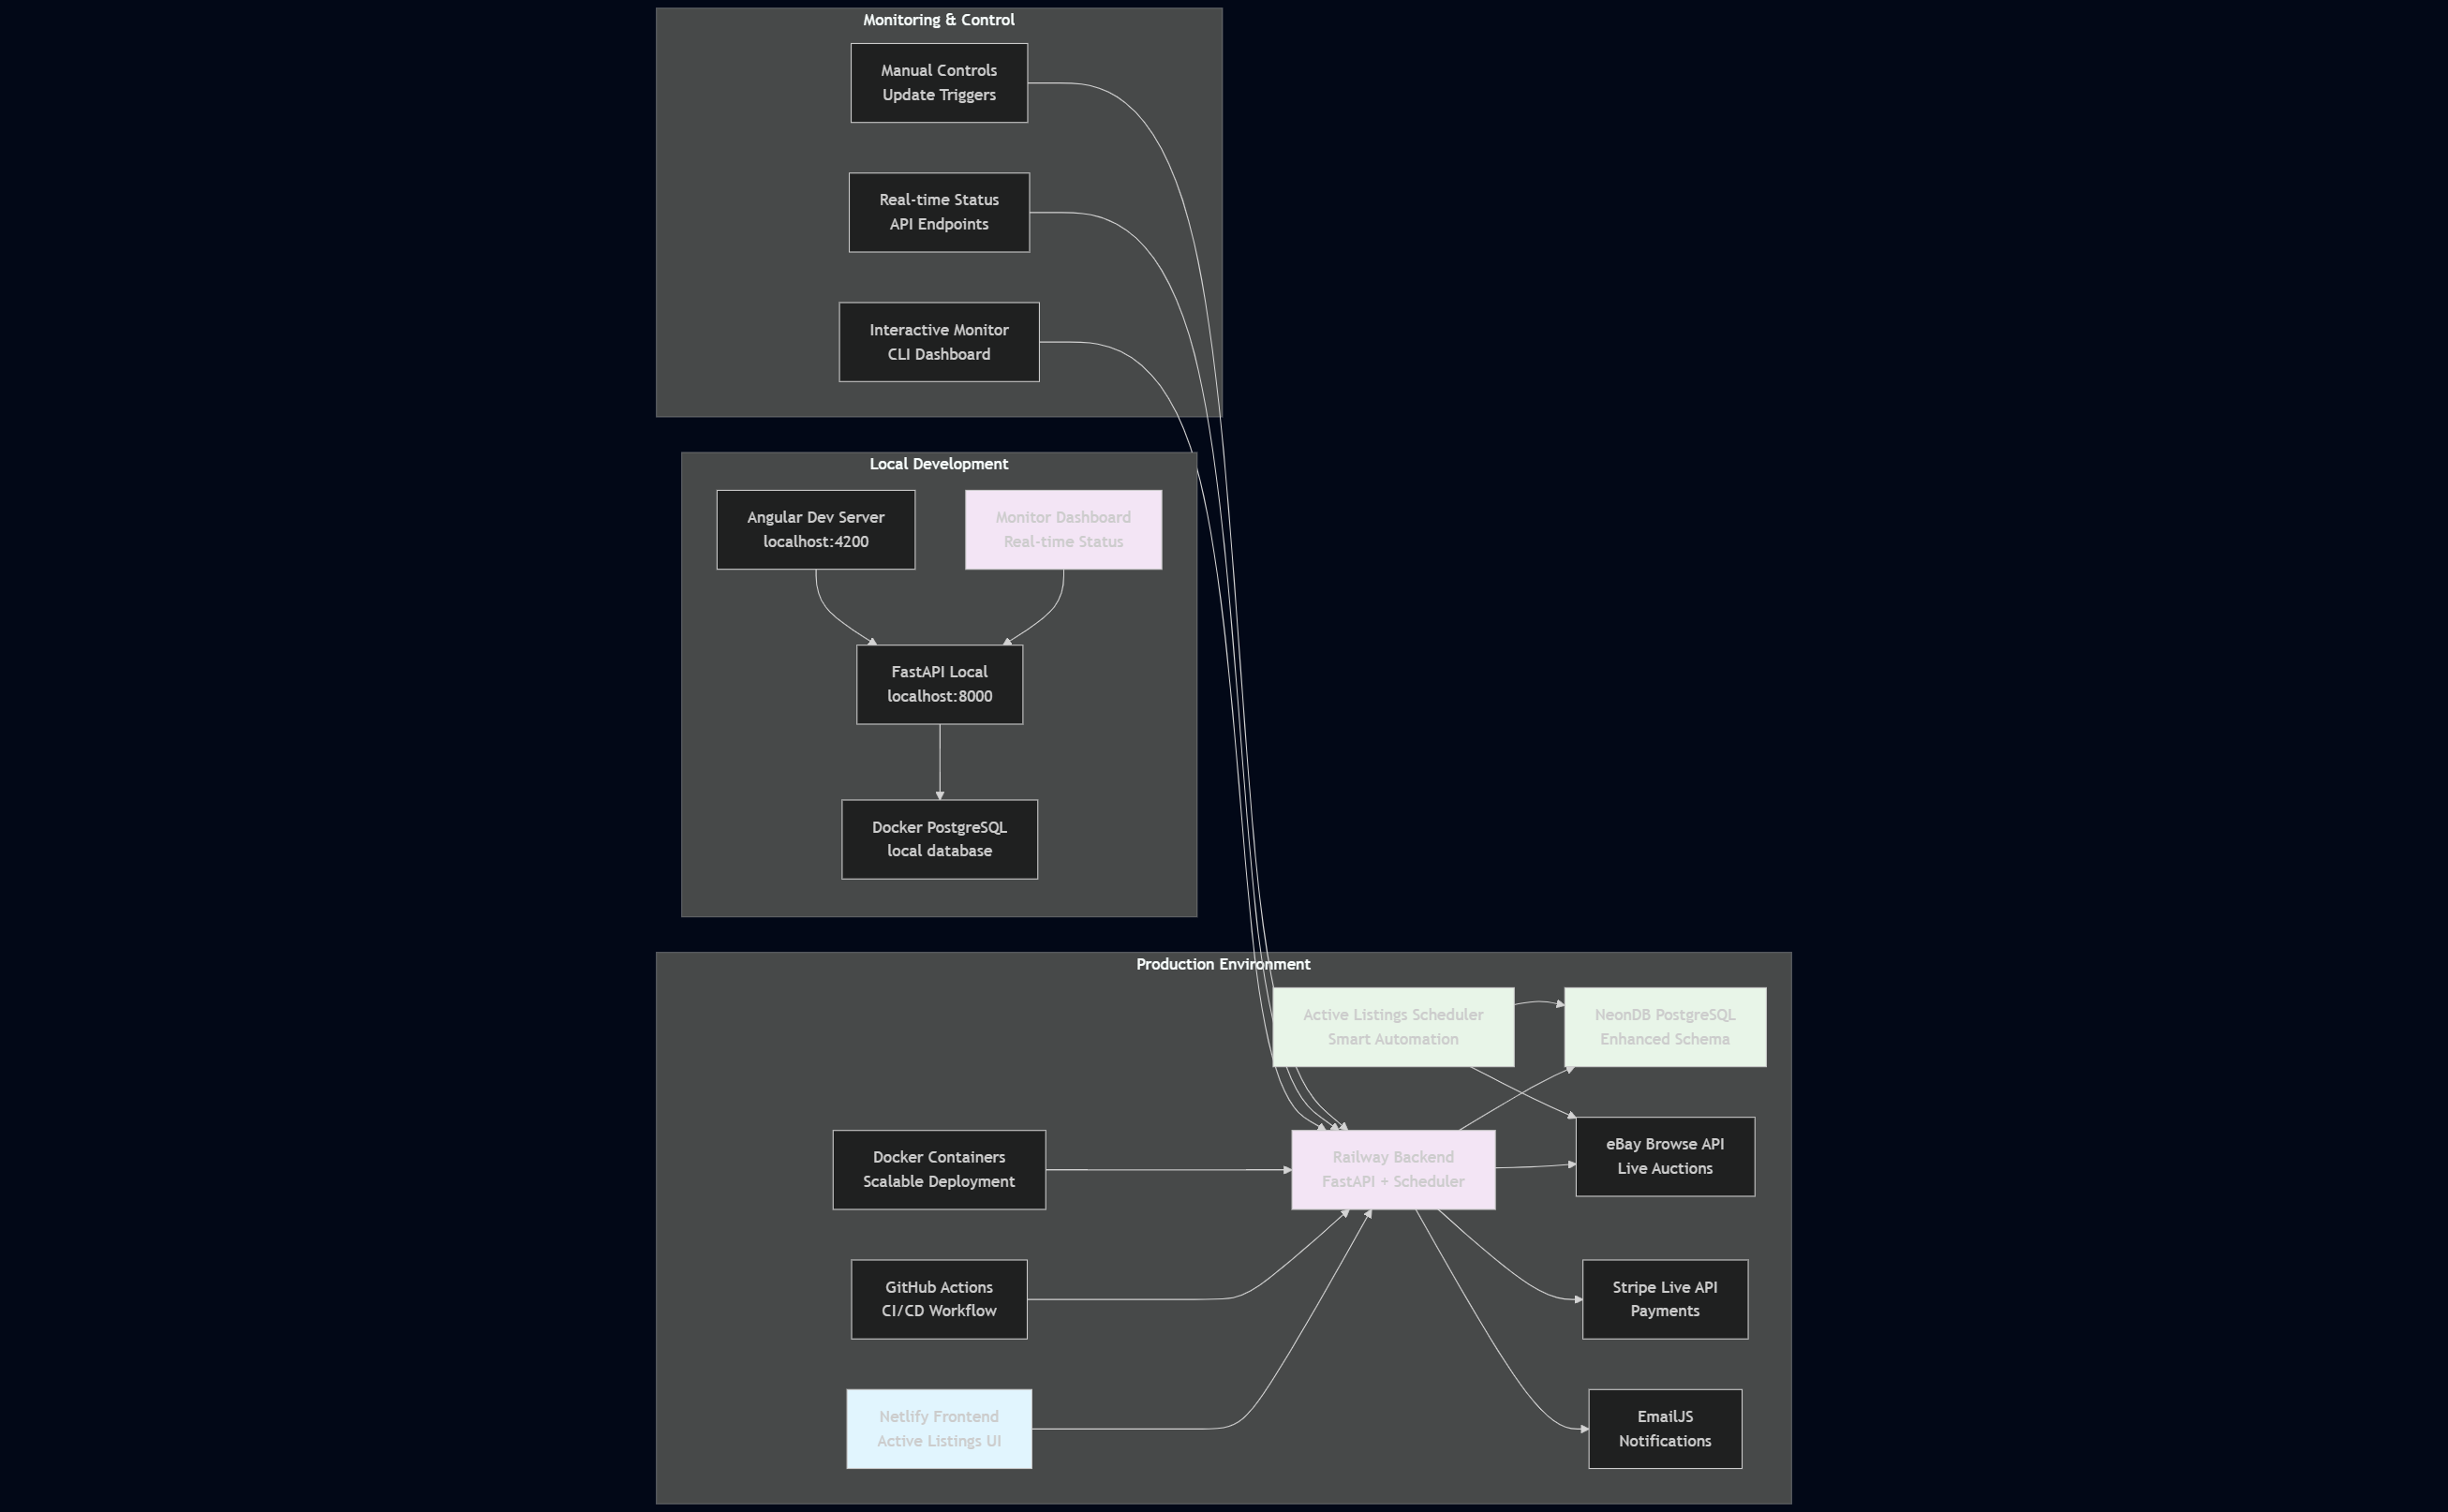 Monitoring & Control
Manual Controls
Update Triggers
Real-time Status
API Endpoints
Interactive Monitor
CLI Dashboard
Local Development
Angular Dev Server
localhost:4200
Monitor Dashboard
Real-time Status
FastAPI Local
localhost:8000
Docker PostgreSQL
local database
Production Environment
Active Listings Scheduler
Smart Automation
NeonDB PostgreSQL
Enhanced Schema
Docker Containers
Scalable Deployment
Railway Backend
FastAPI + Scheduler
eBay Browse API
Live Auctions
GitHub Actions
CI/CD Workflow
Stripe Live API
Payments
Netlify Frontend
Active Listings UI
EmailJS
Notifications